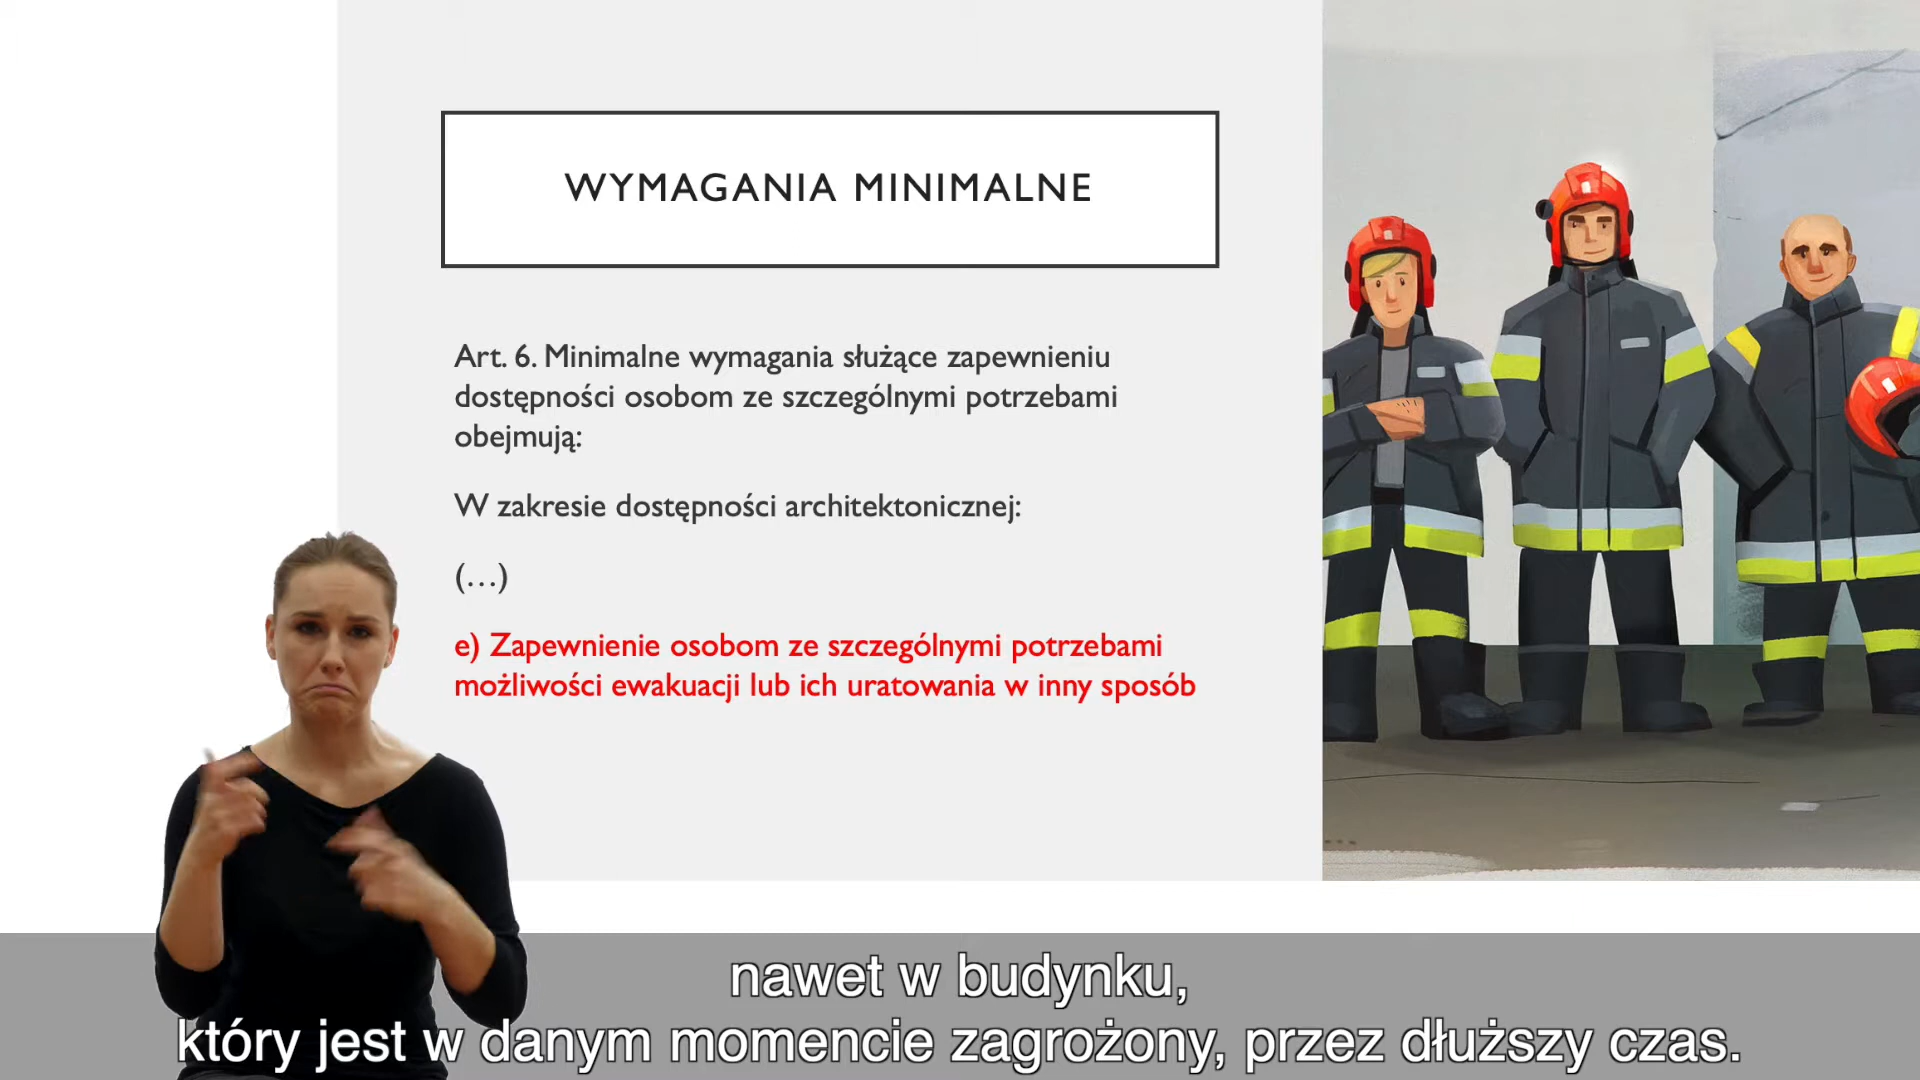 WYMAGANIA MINIMALNE
Art. 6. Minimalne wymagania służące zapewnieniu
dostępności osobom ze szczególnymi potrzebami
obejmują:
W zakresie dostępności architektonicznej:
(…)
e) Zapewnienie osobom ze szczególnymi potrzebami
możliwości ewakuacji lub ich uratowania w inny sposób
nawet w budynku,
który jest w danym momencie zagrożony, przez dłuższy czas.